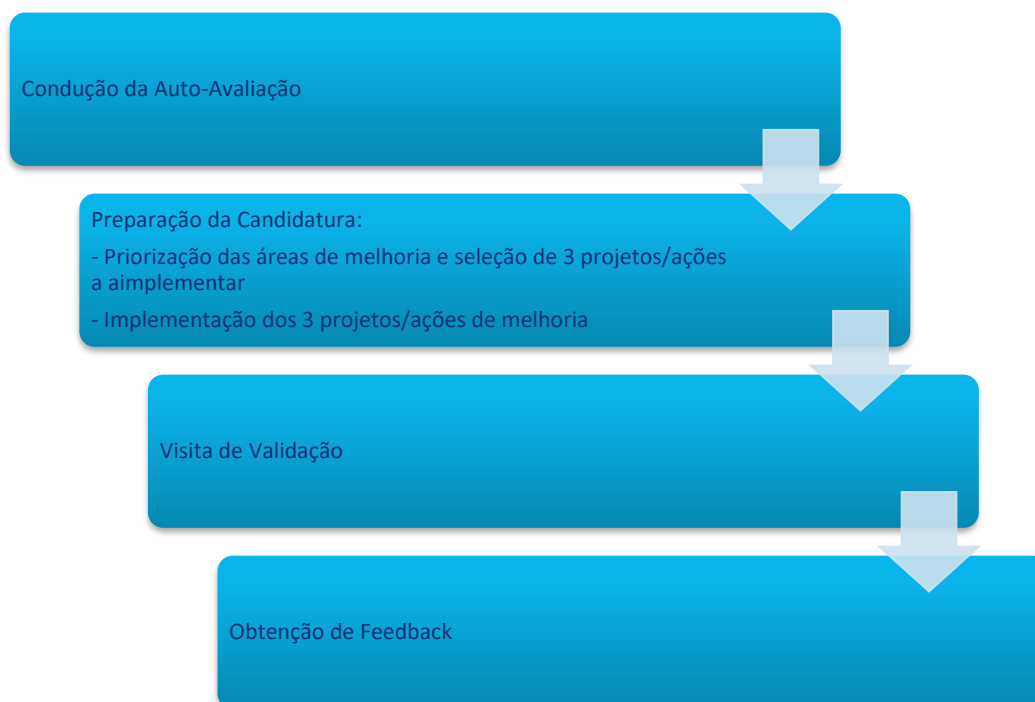 Condução da Auto-Avaliação
Preparação da Candidatura:
- Priorização das áreas de melhoria e seleção de 3 projetos/ações
a aimplementar
- Implementação dos 3 projetos/ações de melhoria
Visita de Validação
Obtenção de Feedback